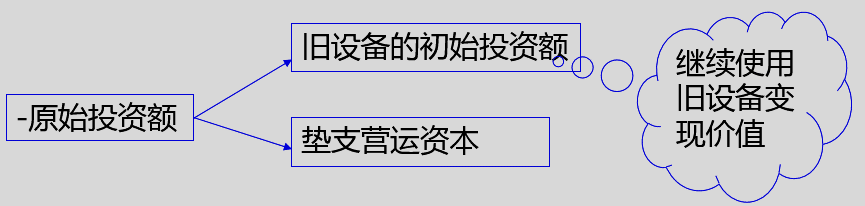 旧设备的初始投资额
-原始投资额
垫支营运资本
继续使用
旧设备变
现价值